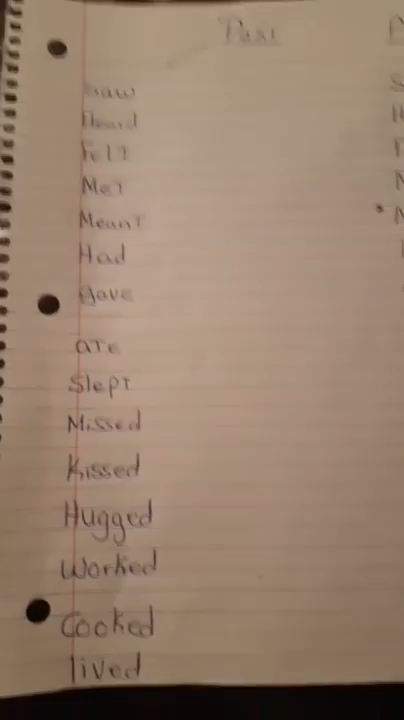 Past
Saw
Heard
Felt
Met
Meant
Had
Gave
ate
Slept
Missed
Kissed
Hugged
Worked
Cooked
lived